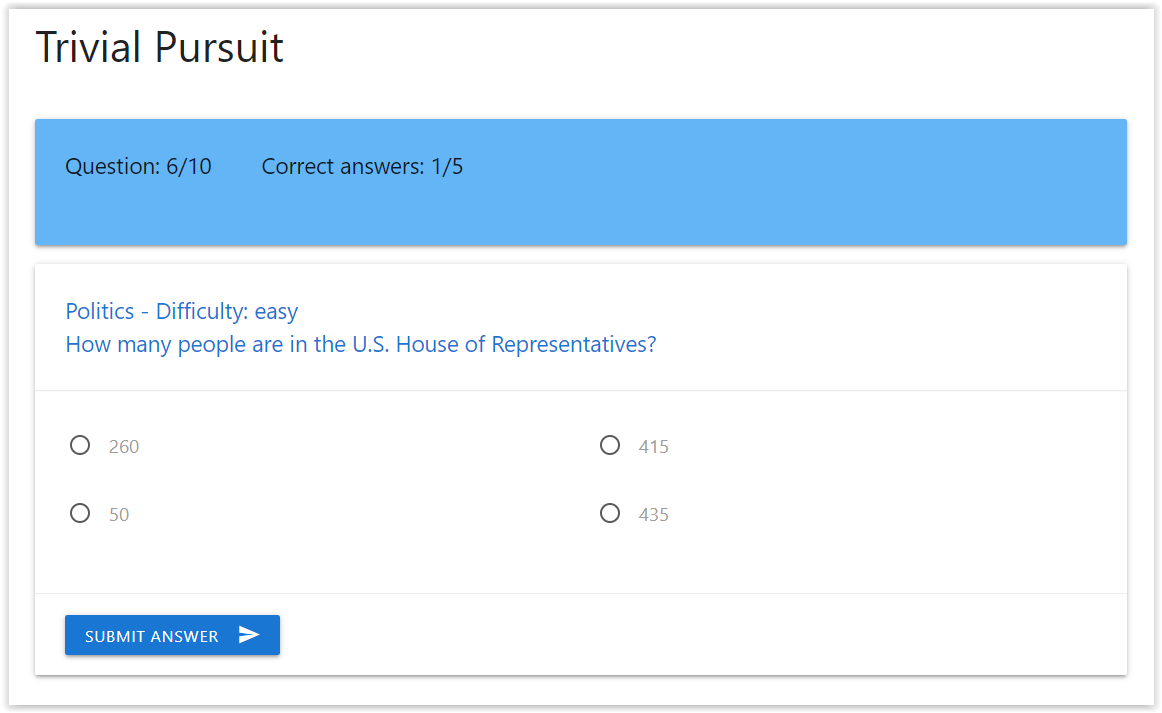 Trivial Pursuit
Question: 6/10 Correct answers: 1/5
Politics - Difficulty: easy
How many people are in the U.S. House of Representatives?
260 415
50 435
SUBMIT ANSWER